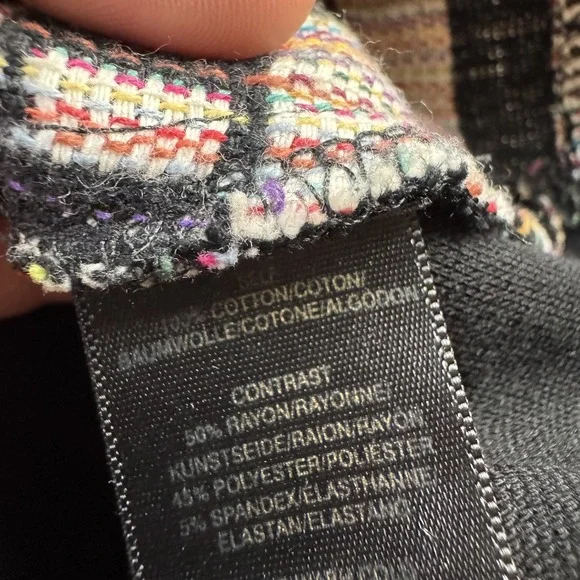 SELF
100% COTTON/COTON/
BAUMWOLLE/COTONE/ALGODON
CONTRAST
50% RAYON/RAYONNE/
KUNSTSEIDE/RAION/RAYON
45% POLYESTER/POLIESTER
5% SPANDEX/ELASTHANNE
ELASTAN/ELASTANO